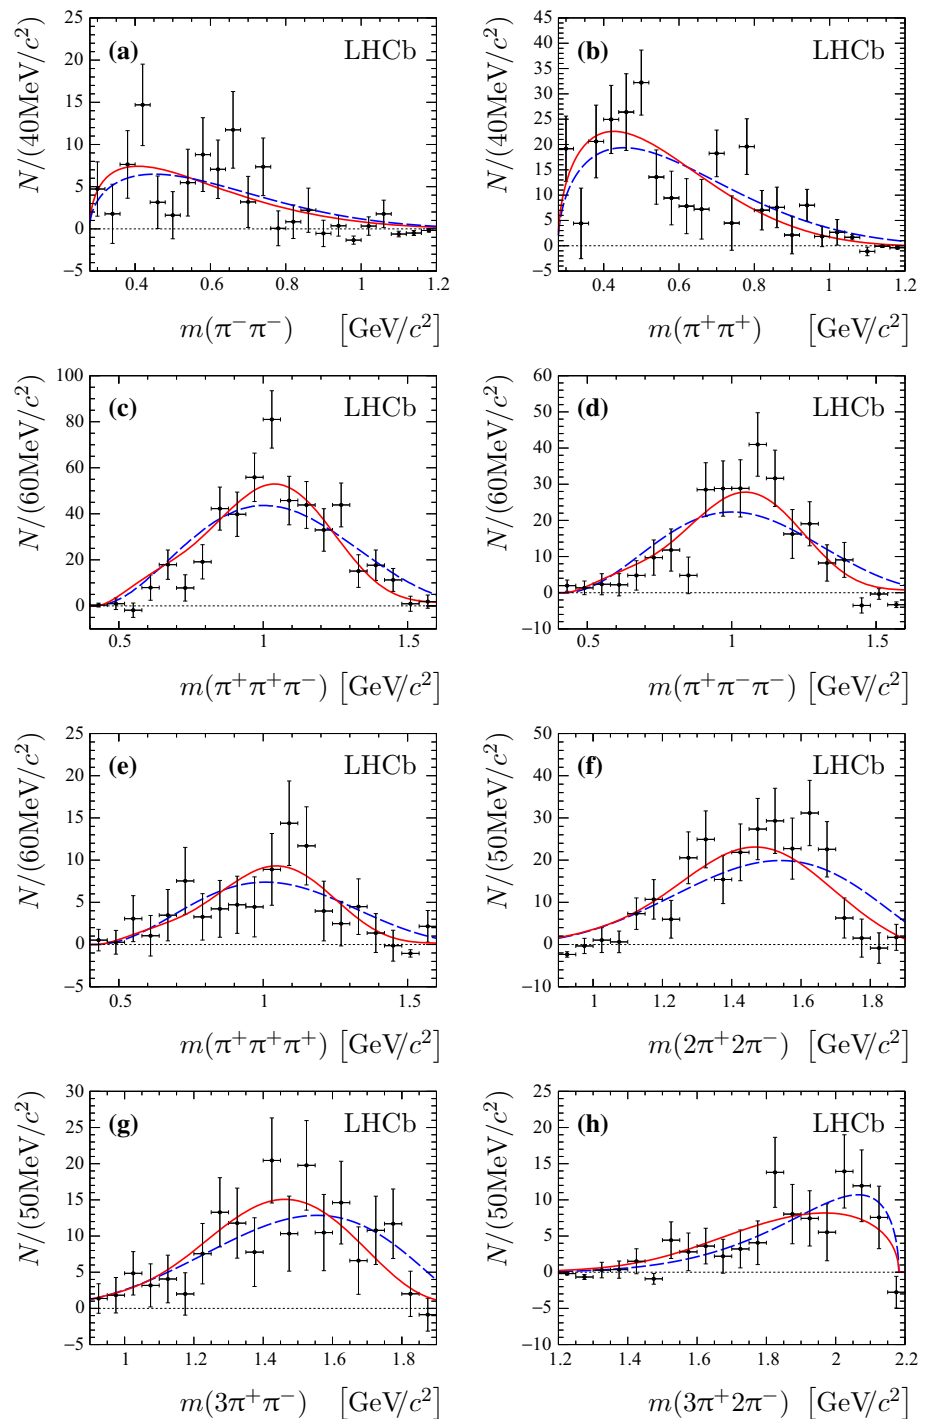 (a) LHCb
N/(40MeV/c²)
25
20
15
10
5
0
−5
0.4 0.6 0.8 1 1.2
m(π⁻π⁻) [GeV/c²]
(b) LHCb
N/(40MeV/c²)
45
40
35
30
25
20
15
10
5
0
−5
0.4 0.6 0.8 1 1.2
m(π⁺π⁺) [GeV/c²]
(c) LHCb
N/(60MeV/c²)
100
80
60
40
20
0
0.5 1 1.5
m(π⁺π⁺π⁻) [GeV/c²]
(d) LHCb
N/(60MeV/c²)
60
50
40
30
20
10
0
−10
0.5 1 1.5
m(π⁺π⁻π⁻) [GeV/c²]
(e) LHCb
N/(60MeV/c²)
25
20
15
10
5
0
−5
0.5 1 1.5
m(π⁺π⁺π⁺) [GeV/c²]
(f) LHCb
N/(50MeV/c²)
50
40
30
20
10
0
−10
1 1.2 1.4 1.6 1.8
m(2π⁺2π⁻) [GeV/c²]
(g) LHCb
N/(50MeV/c²)
30
25
20
15
10
5
0
−5
1 1.2 1.4 1.6 1.8
m(3π⁺π⁻) [GeV/c²]
(h) LHCb
N/(50MeV/c²)
25
20
15
10
5
0
−5
−10
1.2 1.4 1.6 1.8 2 2.2
m(3π⁺2π⁻) [GeV/c²]